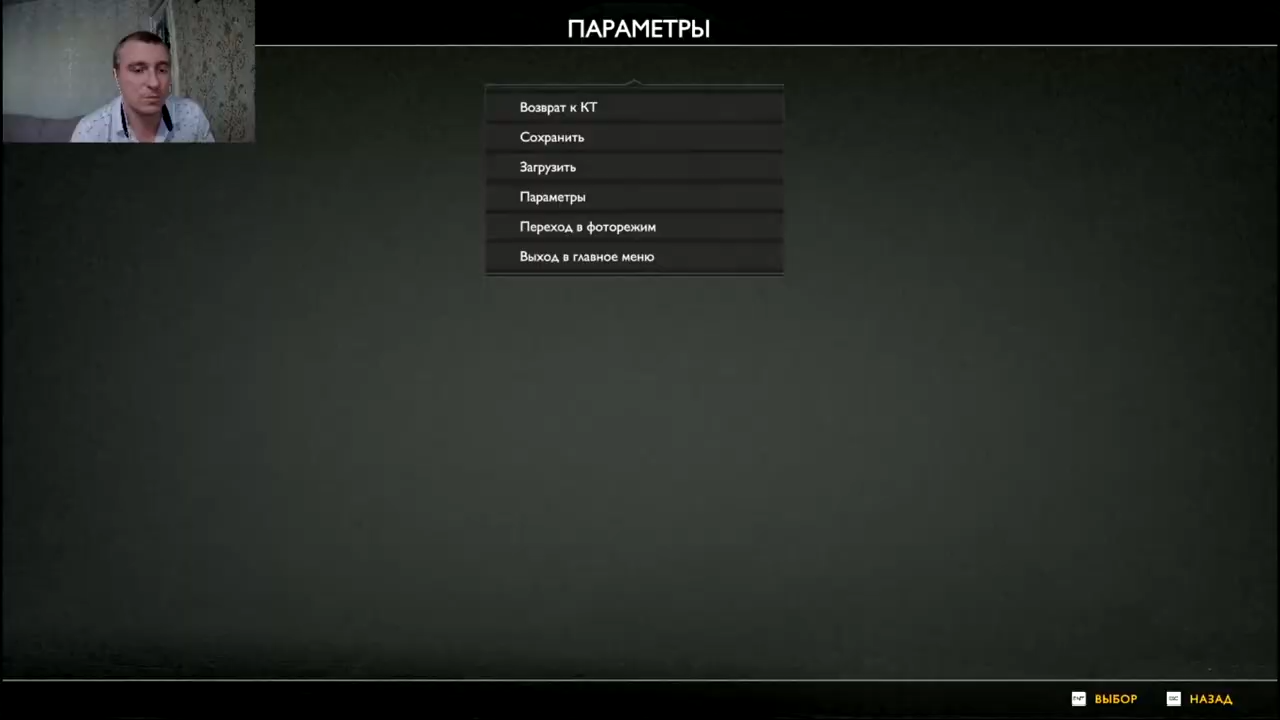 ПАРАМЕТРЫ
Возврат к КТ
Сохранить
Загрузить
Параметры
Переход в фоторежим
Выход в главное меню
ВЫБОР НАЗАД